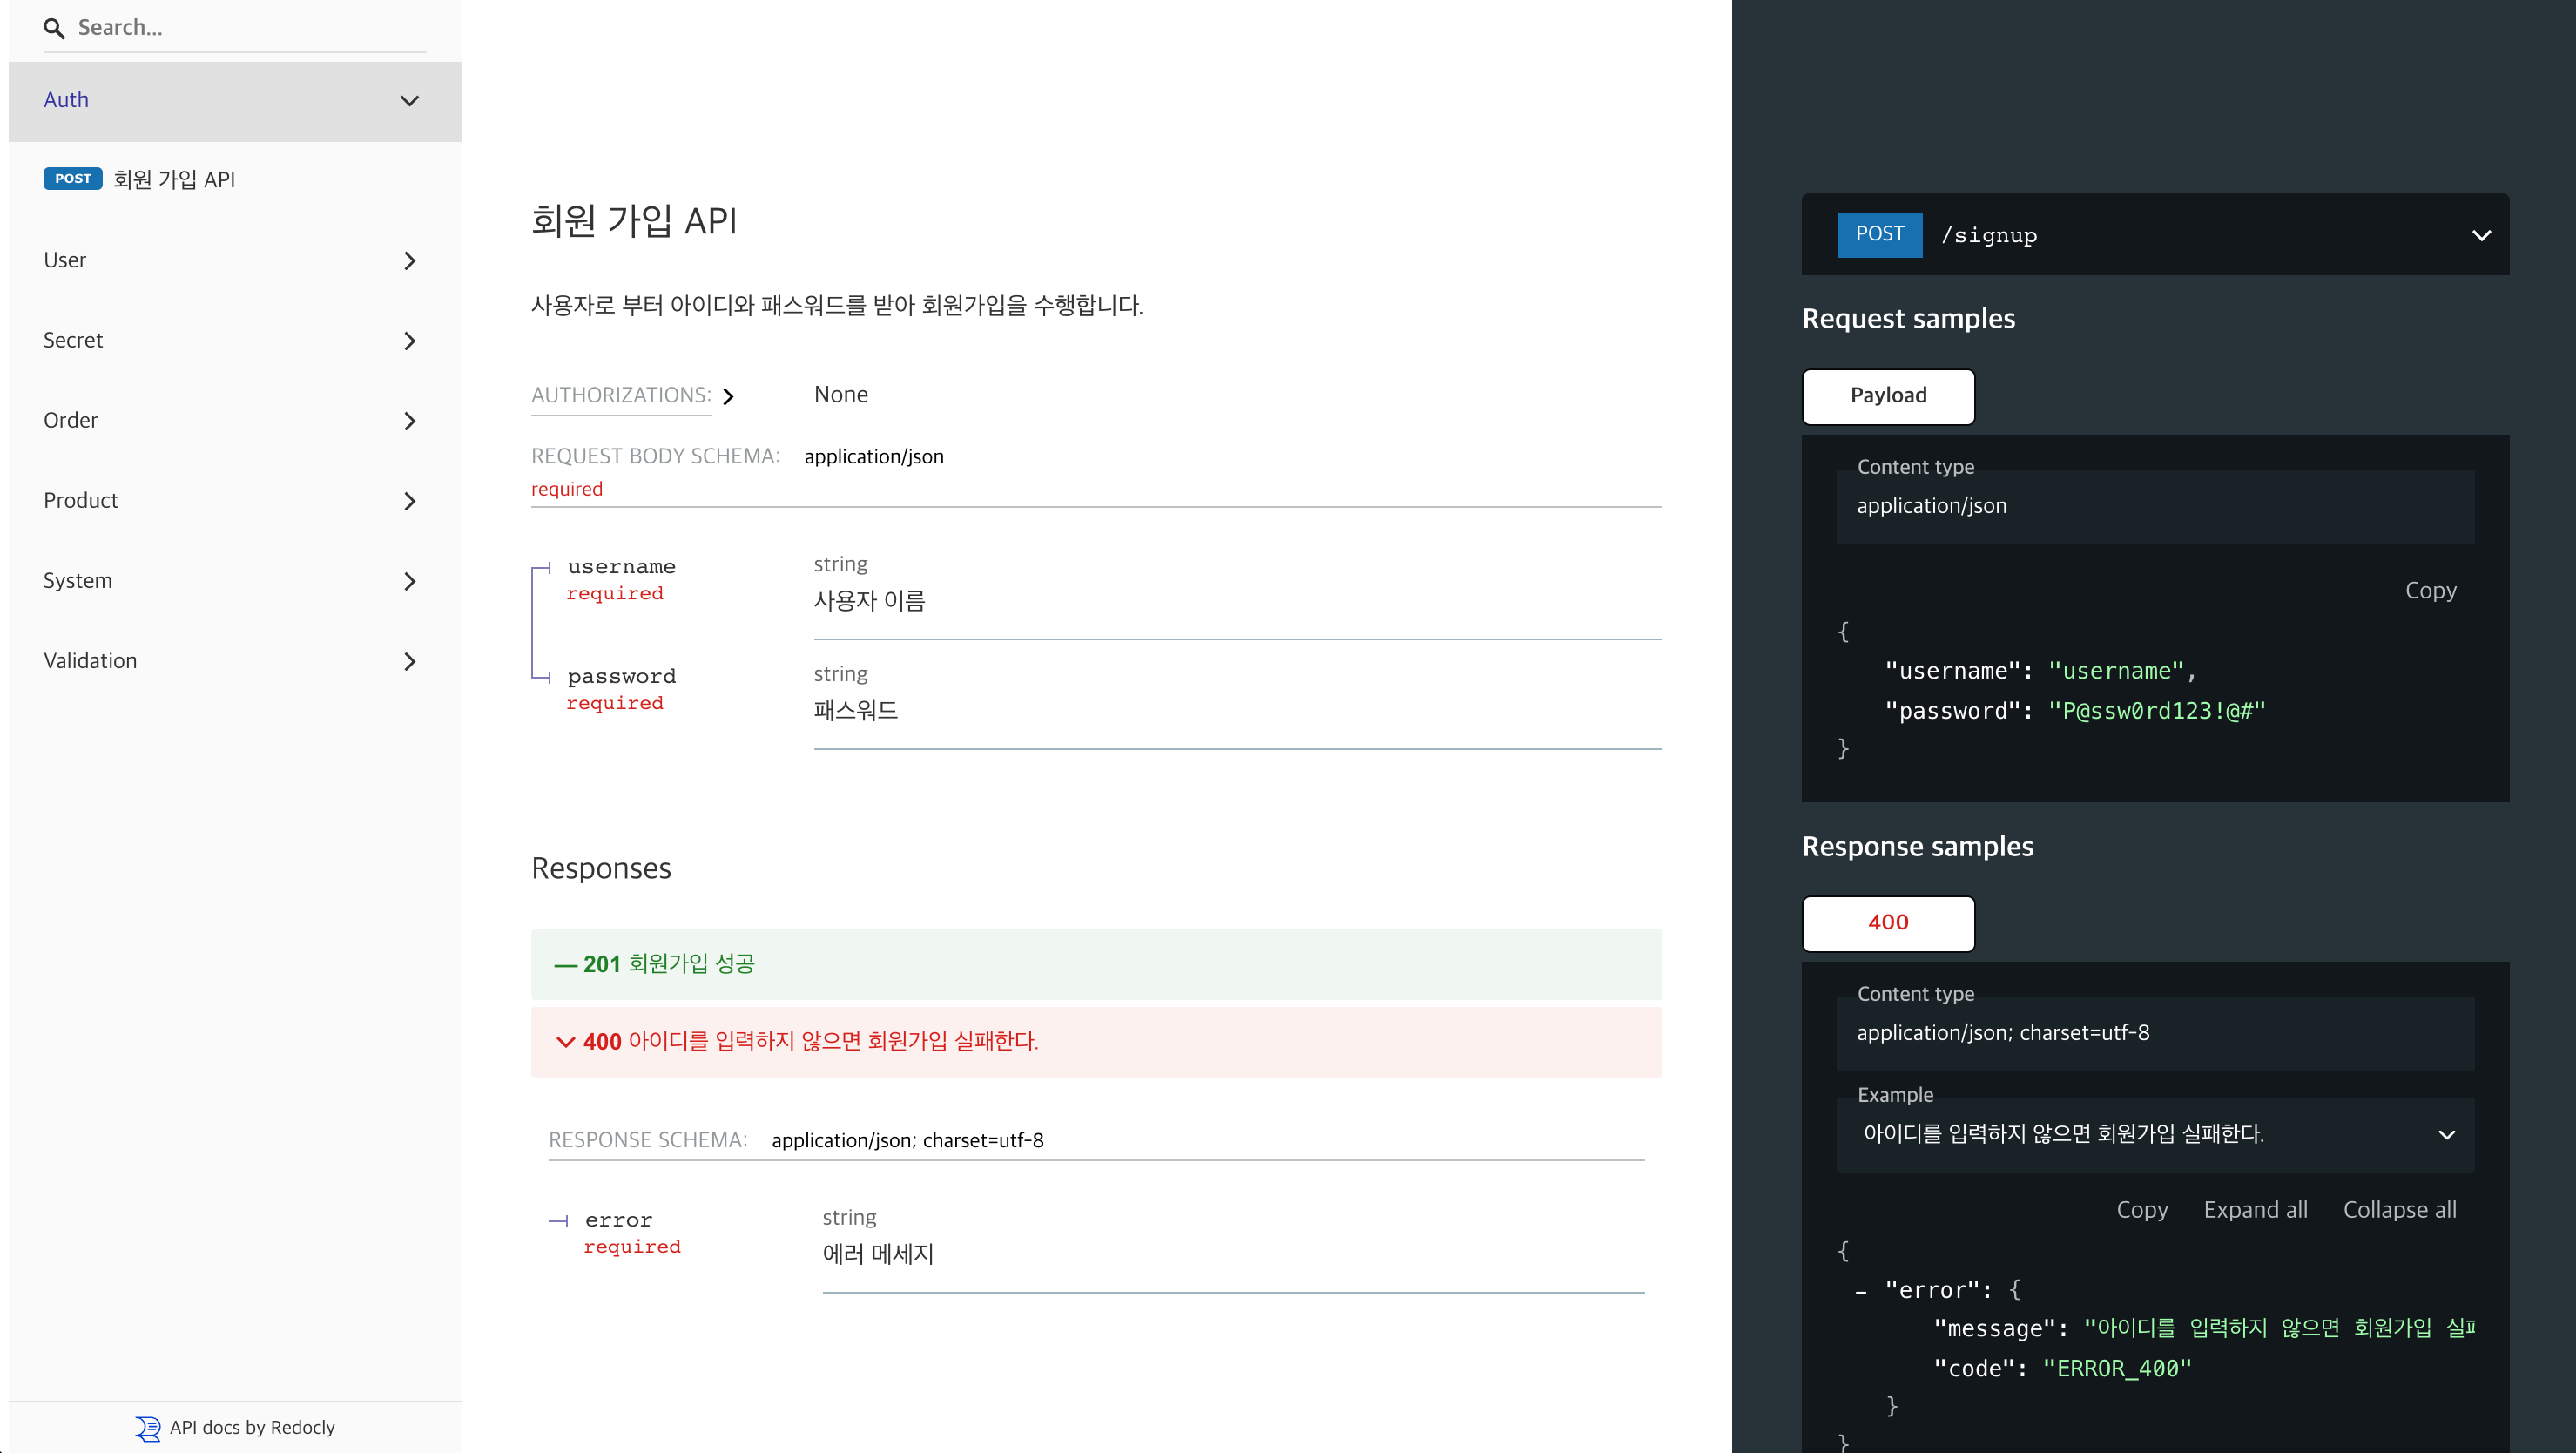 Search...
Auth
POST 회원 가입 API
User
Secret
Order
Product
System
Validation
API docs by Redocly
회원 가입 API
사용자로 부터 아이디와 패스워드를 받아 회원가입을 수행합니다.
AUTHORIZATIONS: None
REQUEST BODY SCHEMA: application/json
required
username string
required 사용자 이름
password string
required 패스워드
Responses
— 201 회원가입 성공
400 아이디를 입력하지 않으면 회원가입 실패한다.
RESPONSE SCHEMA: application/json; charset=utf-8
error string
required 에러 메세지
POST /signup
Request samples
Payload
Content type
application/json
Copy
{
"username": "username",
"password": "P@ssw0rd123!@#"
}
Response samples
400
Content type
application/json; charset=utf-8
Example
아이디를 입력하지 않으면 회원가입 실패한다.
Copy Expand all Collapse all
{
- "error": {
"message": "아이디를 입력하지 않으면 회원가입 실패
"code": "ERROR_400"
}
}